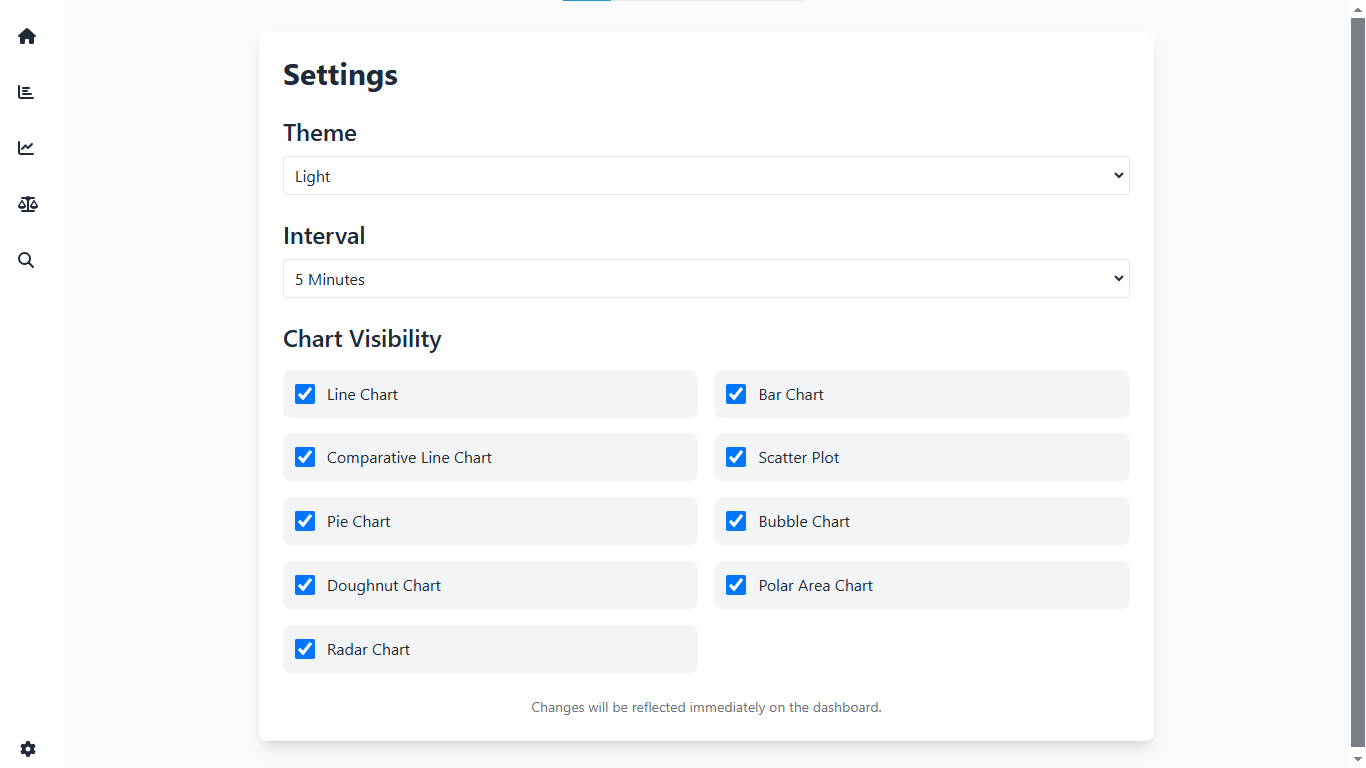 Settings
Theme
Light
Interval
5 Minutes
Chart Visibility
Line Chart
Bar Chart
Comparative Line Chart
Scatter Plot
Pie Chart
Bubble Chart
Doughnut Chart
Polar Area Chart
Radar Chart
Changes will be reflected immediately on the dashboard.